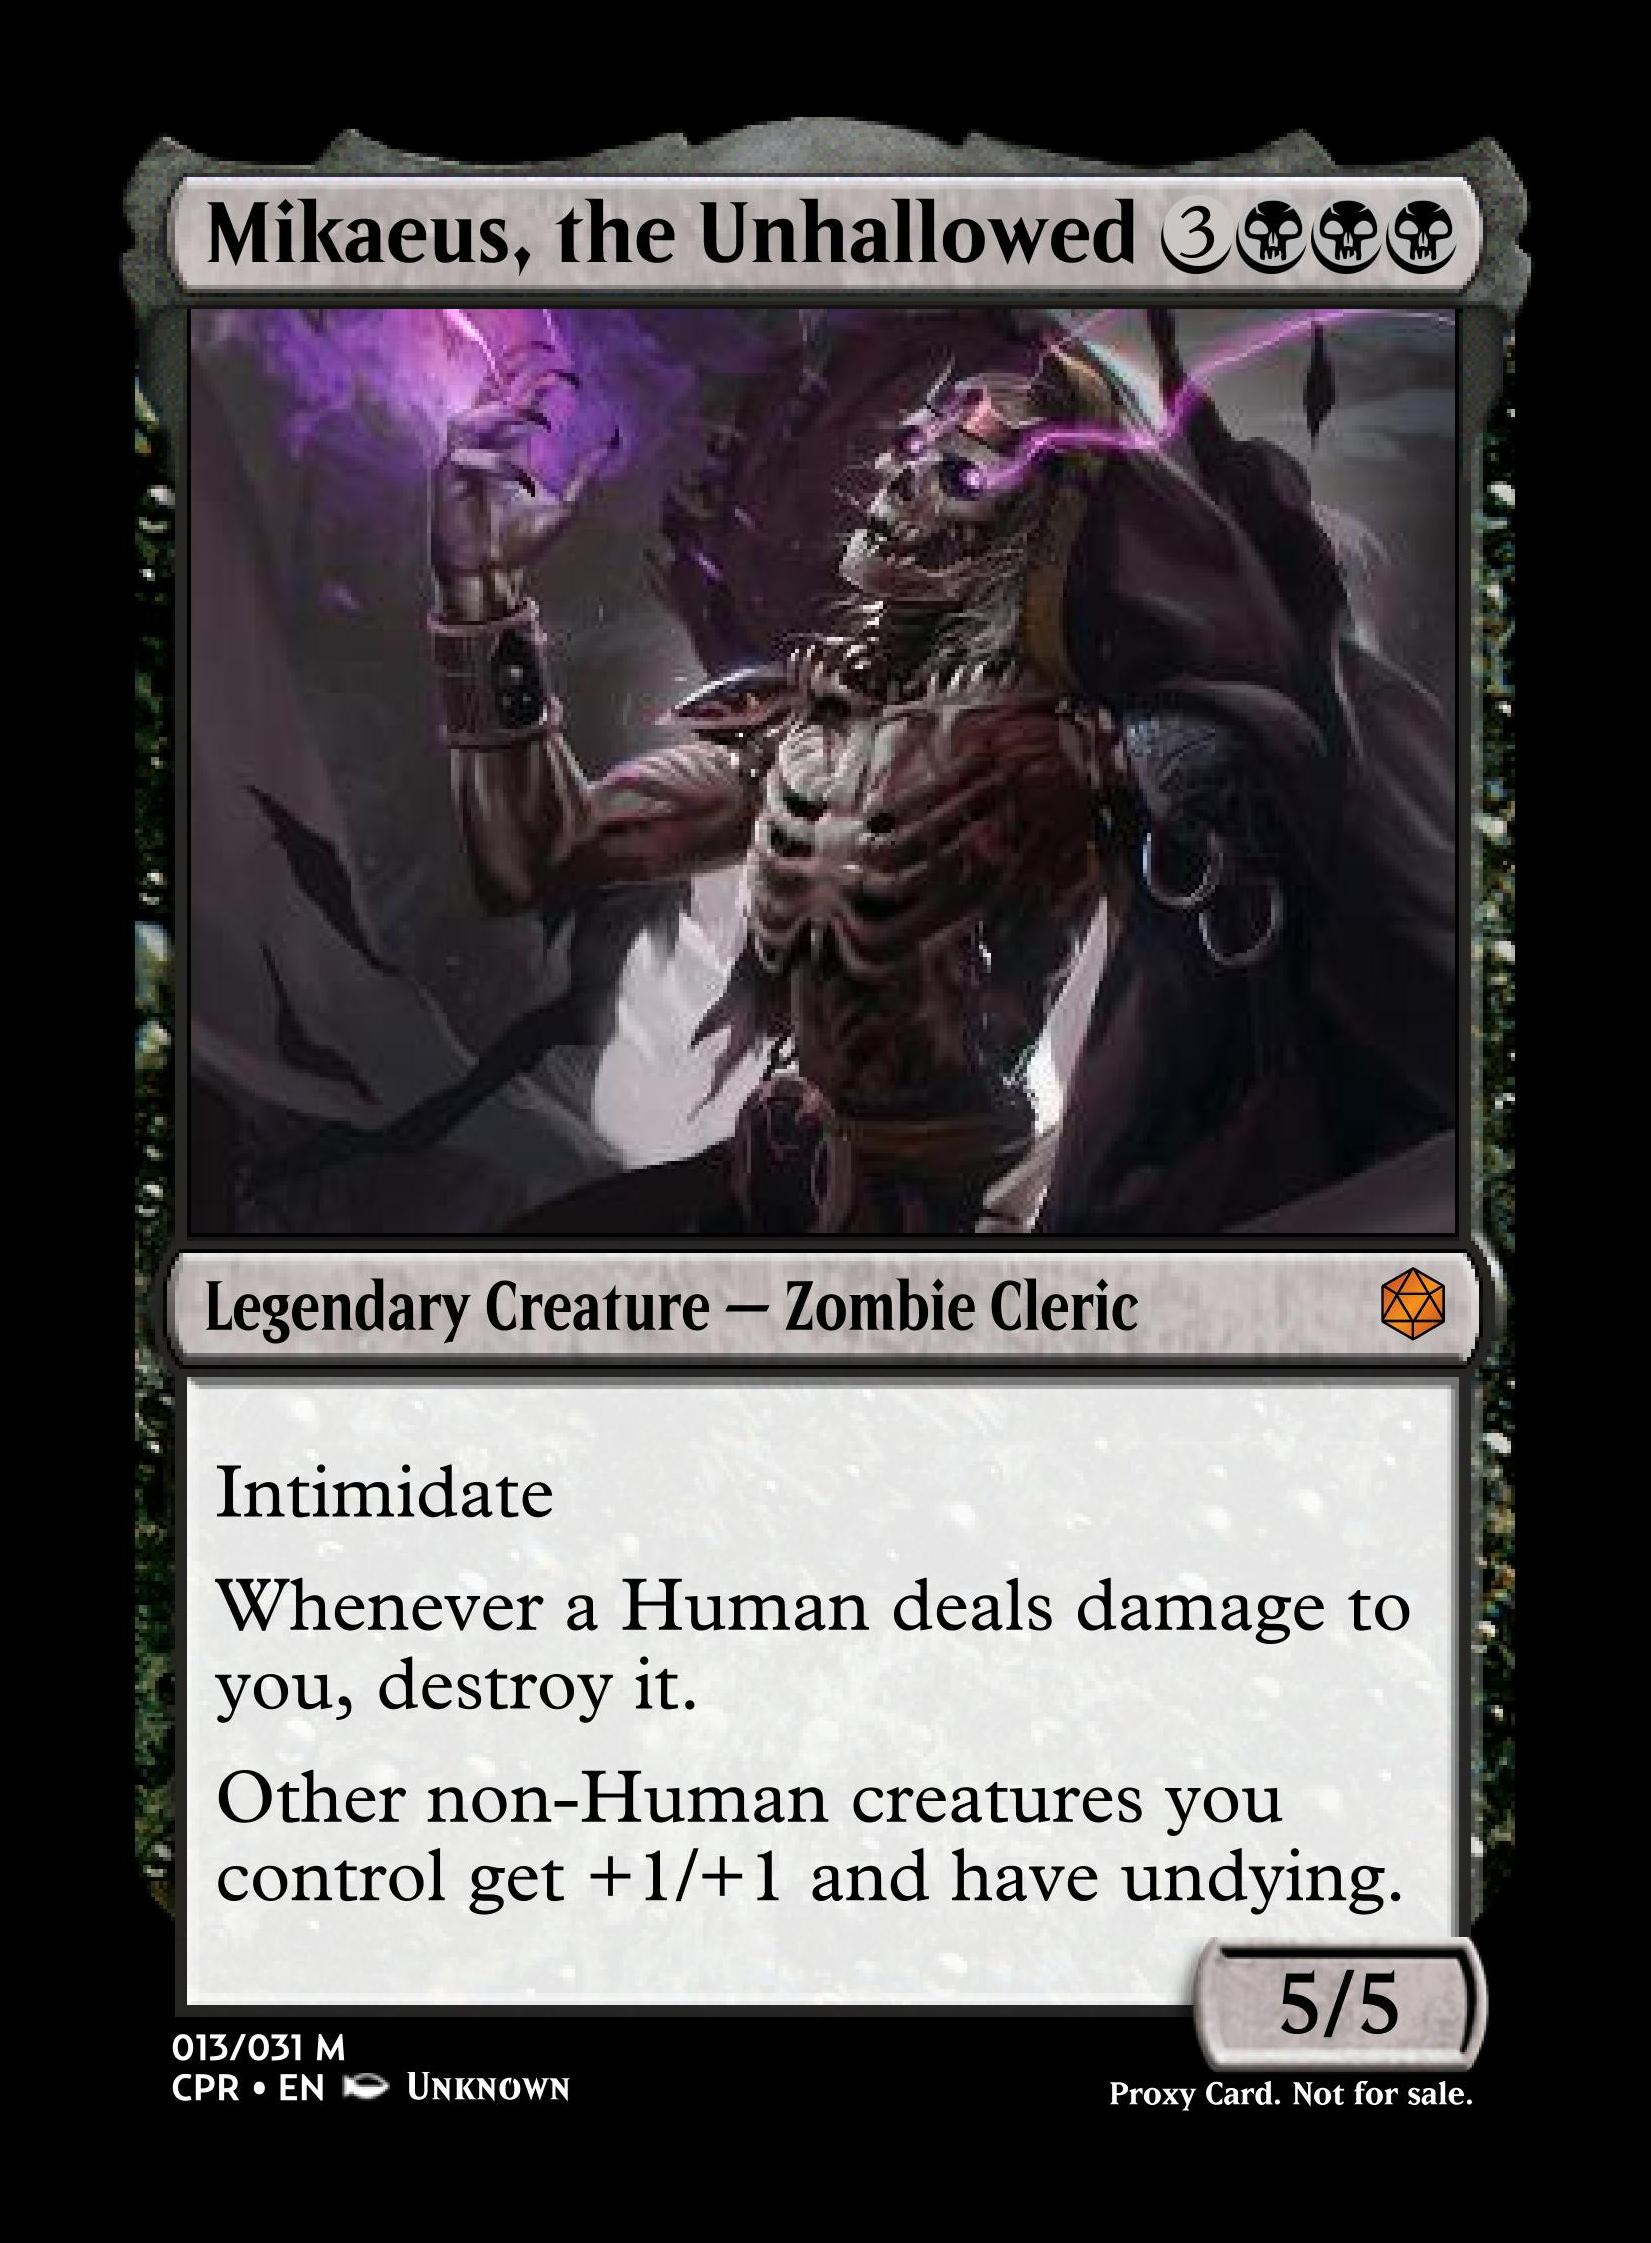 Mikaeus, the Unhallowed 3
Legendary Creature — Zombie Cleric
Intimidate
Whenever a Human deals damage to
you, destroy it.
Other non-Human creatures you
control get +1/+1 and have undying.
5/5
013/031 M
CPR • EN Unknown
Proxy Card. Not for sale.